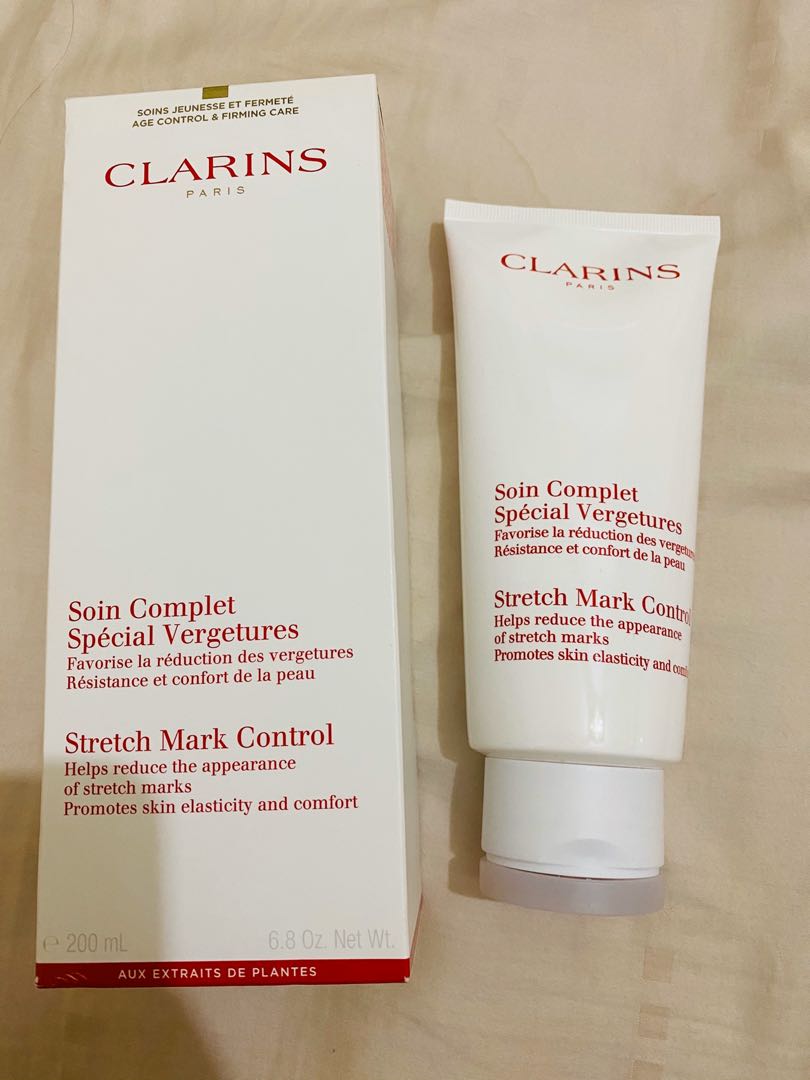 SOINS JEUNESSE ET FERMETÉ
AGE CONTROL & FIRMING CARE
CLARINS
PARIS
Soin Complet
Spécial Vergetures
Favorise la réduction des vergetures
Résistance et confort de la peau
Stretch Mark Control
Helps reduce the appearance
of stretch marks
Promotes skin elasticity and comfort
℮ 200 mL
6.8 Oz. Net Wt.
AUX EXTRAITS DE PLANTES
CLARINS
PARIS
Soin Complet
Spécial Vergetures
Favorise la réduction des
Résistance et confort de la peau
Stretch Mark Control
Helps reduce the appearance
of stretch marks
Promotes skin elasticity and